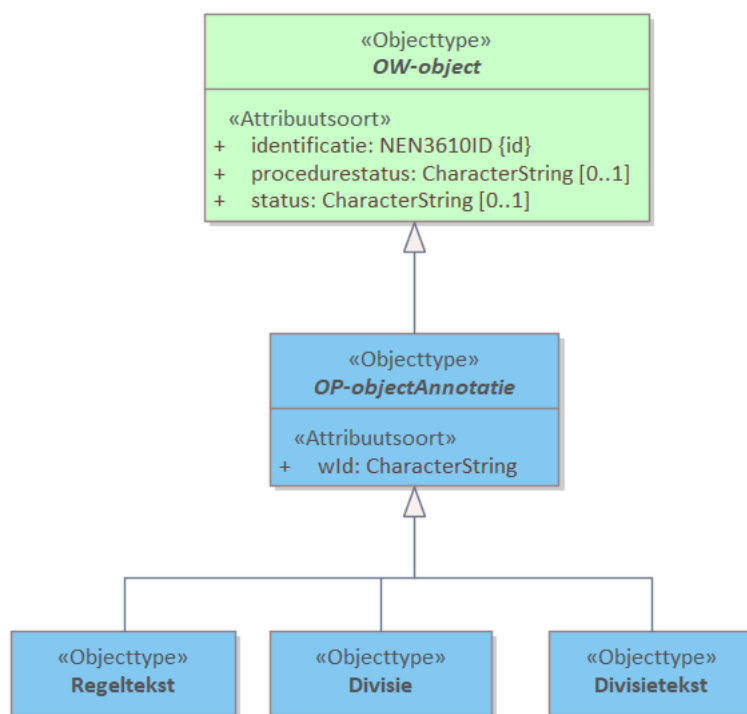 «Objecttype»
OW-object
«Attribuutsoort»
+ identificatie: NEN3610ID {id}
+ procedurestatus: CharacterString [0..1]
+ status: CharacterString [0..1]
«Objecttype»
OP-objectAnnotatie
«Attribuutsoort»
+ wId: CharacterString
«Objecttype»
Regeltekst
«Objecttype»
Divisie
«Objecttype»
Divisietekst